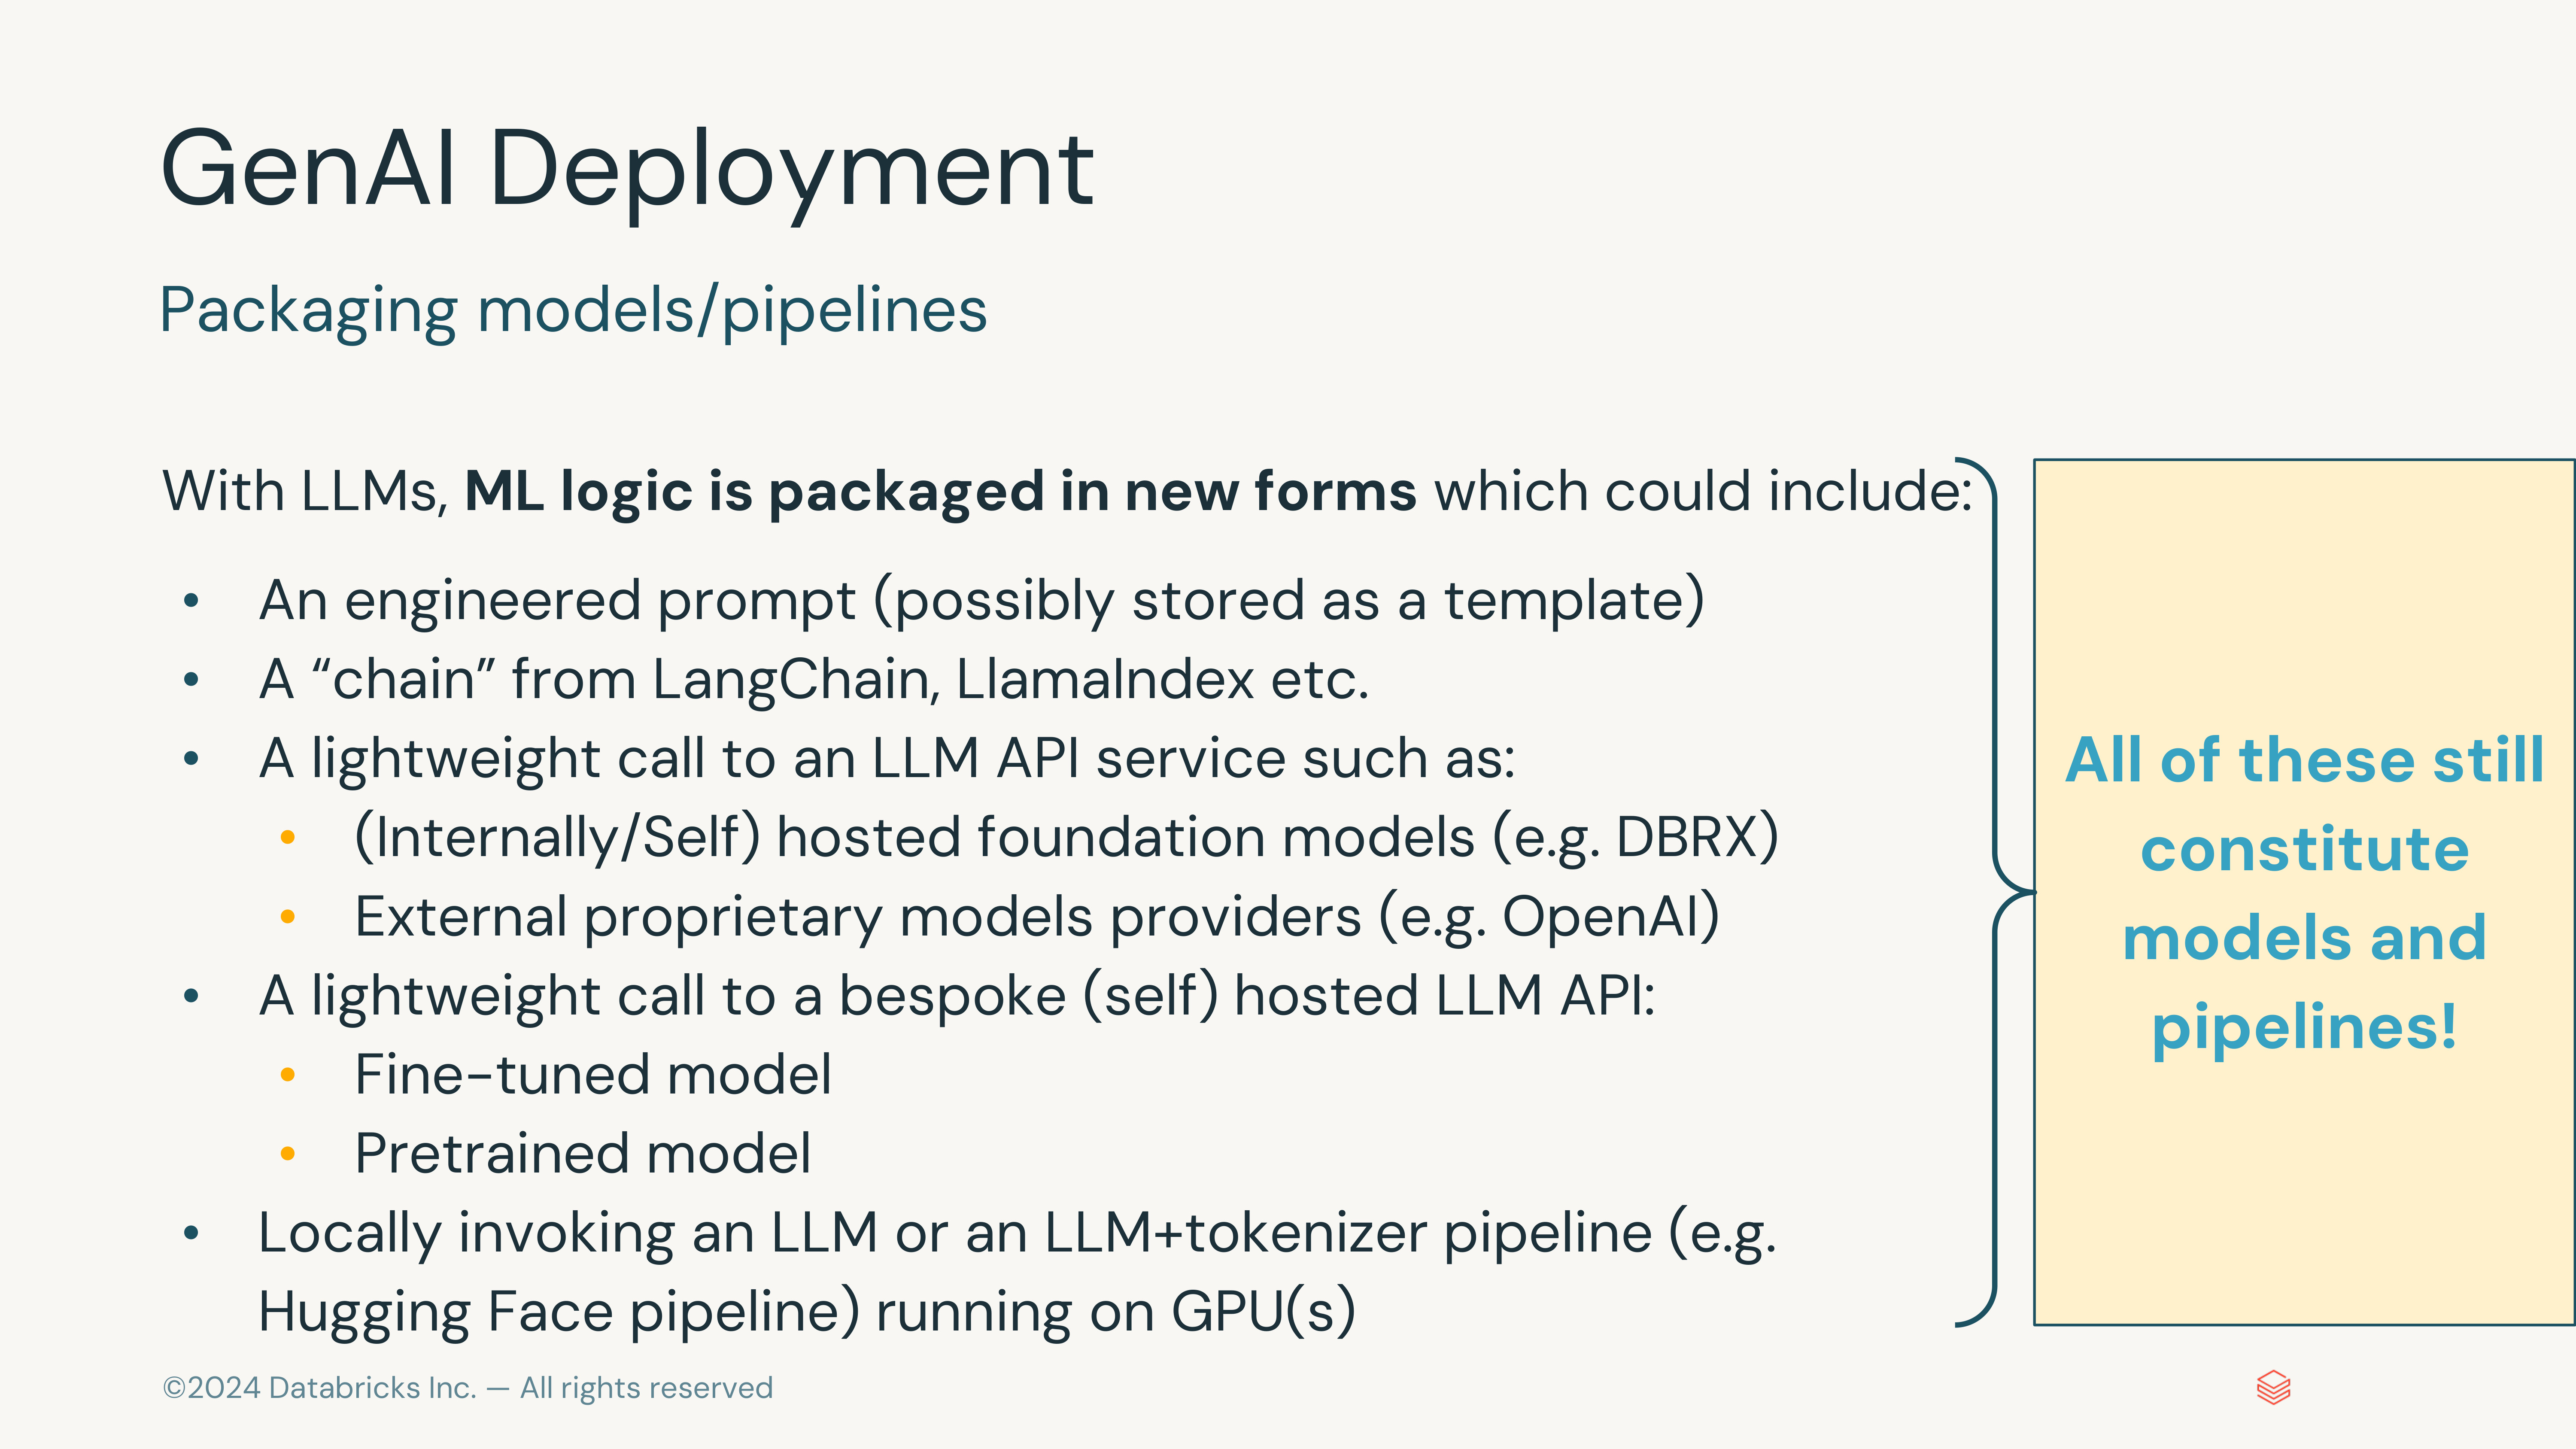 GenAI Deployment
Packaging models/pipelines
With LLMs, ML logic is packaged in new forms which could include:
• An engineered prompt (possibly stored as a template)
• A “chain” from LangChain, LlamaIndex etc.
• A lightweight call to an LLM API service such as:
• (Internally/Self) hosted foundation models (e.g. DBRX)
• External proprietary models providers (e.g. OpenAI)
• A lightweight call to a bespoke (self) hosted LLM API:
• Fine-tuned model
• Pretrained model
• Locally invoking an LLM or an LLM+tokenizer pipeline (e.g.
Hugging Face pipeline) running on GPU(s)
All of these still
constitute
models and
pipelines!
©2024 Databricks Inc. — All rights reserved